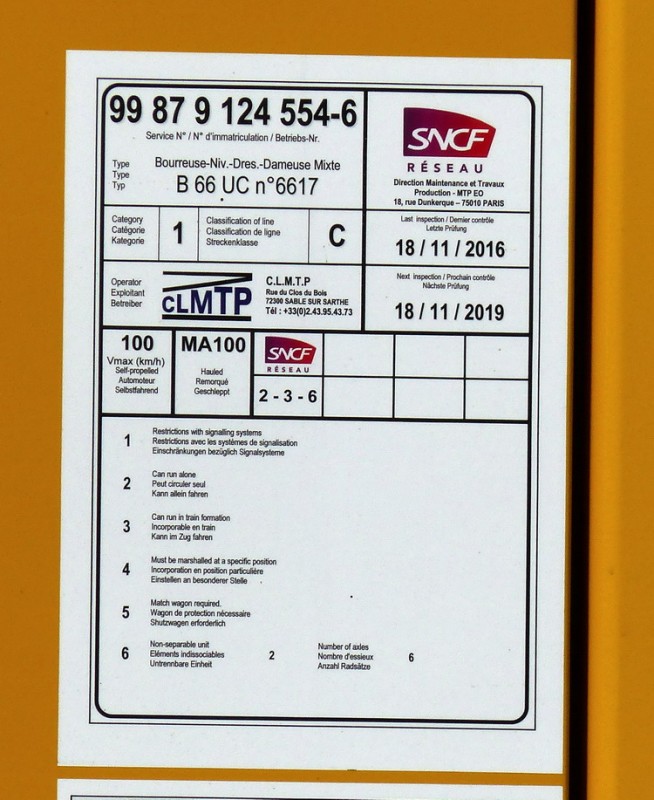 99 87 9 124 554-6
Service N° / N° d'immatriculation / Betriebs-Nr.
Type
Type
Typ
Bourreuse-Niv.-Dres.-Dameuse Mixte
B 66 UC n°6617
SNCF
RÉSEAU
Direction Maintenance et Travaux
Production - MTP EO
18, rue Dunkerque – 75010 PARIS
Category
Catégorie
Kategorie
1
Classification of line
Classification de ligne
Streckenklasse
C
Last inspection / Dernier contrôle
Letzte Prüfung
18 / 11 / 2016
Operator
Exploitant
Betreiber
CLMTP
C.L.M.T.P
Rue du Clos du Bois
72300 SABLE SUR SARTHE
Tél : +33(0)2.43.95.43.73
Next inspection / Prochain contrôle
Nächste Prüfung
18 / 11 / 2019
100
Vmax (km/h)
Self-propelled
Automoteur
Selbstfahrend
MA100
Hauled
Remorqué
Geschleppt
SNCF
RÉSEAU
2 - 3 - 6
1
Restrictions with signalling systems
Restrictions avec les systèmes de signalisation
Einschränkungen bezüglich Signalsysteme
2
Can run alone
Peut circuler seul
Kann allein fahren
3
Can run in train formation
Incorporable en train
Kann im Zug fahren
4
Must be marshalled at a specific position
Incorporation en position particulière
Einstellen an besonderer Stelle
5
Match wagon required.
Wagon de protection nécessaire
Shutzwagen erforderlich
6
Non-separable unit
Eléments indissociables
Untrennbare Einheit
2
Number of axles
Nombre d'essieux
Anzahl Radsätze
6